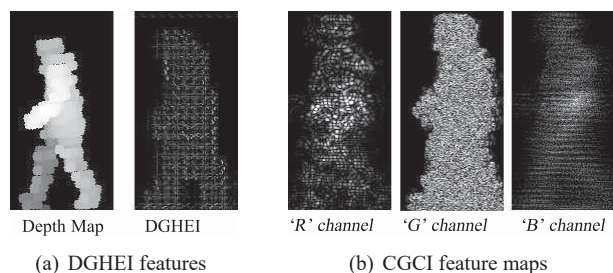 Depth Map DGHEI 'R' channel 'G' channel 'B' channel
(a) DGHEI features (b) CGCI feature maps